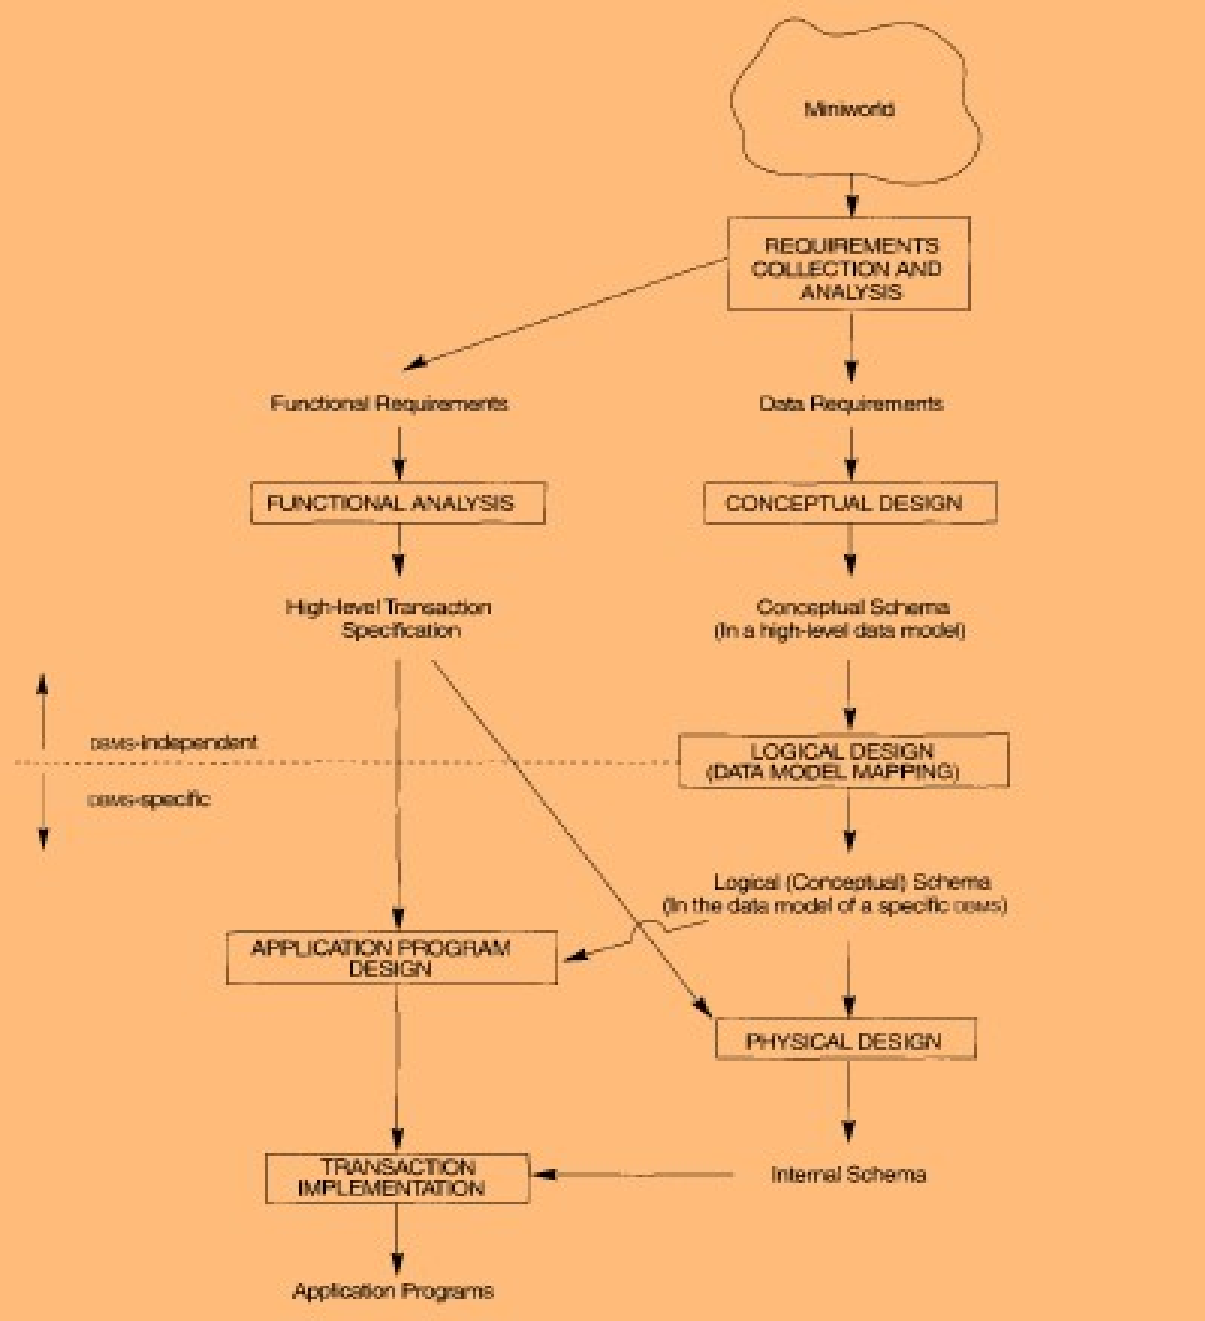 Miniworld
REQUIREMENTS
COLLECTION AND
ANALYSIS
Functional Requirements
Data Requirements
FUNCTIONAL ANALYSIS
CONCEPTUAL DESIGN
High-level Transaction
Specification
Conceptual Schema
(In a high-level data model)
DBMS-independent
LOGICAL DESIGN
(DATA MODEL MAPPING)
DBMS-specific
Logical (Conceptual) Schema
(In the data model of a specific DBMS)
APPLICATION PROGRAM
DESIGN
PHYSICAL DESIGN
TRANSACTION
IMPLEMENTATION
Internal Schema
Application Programs